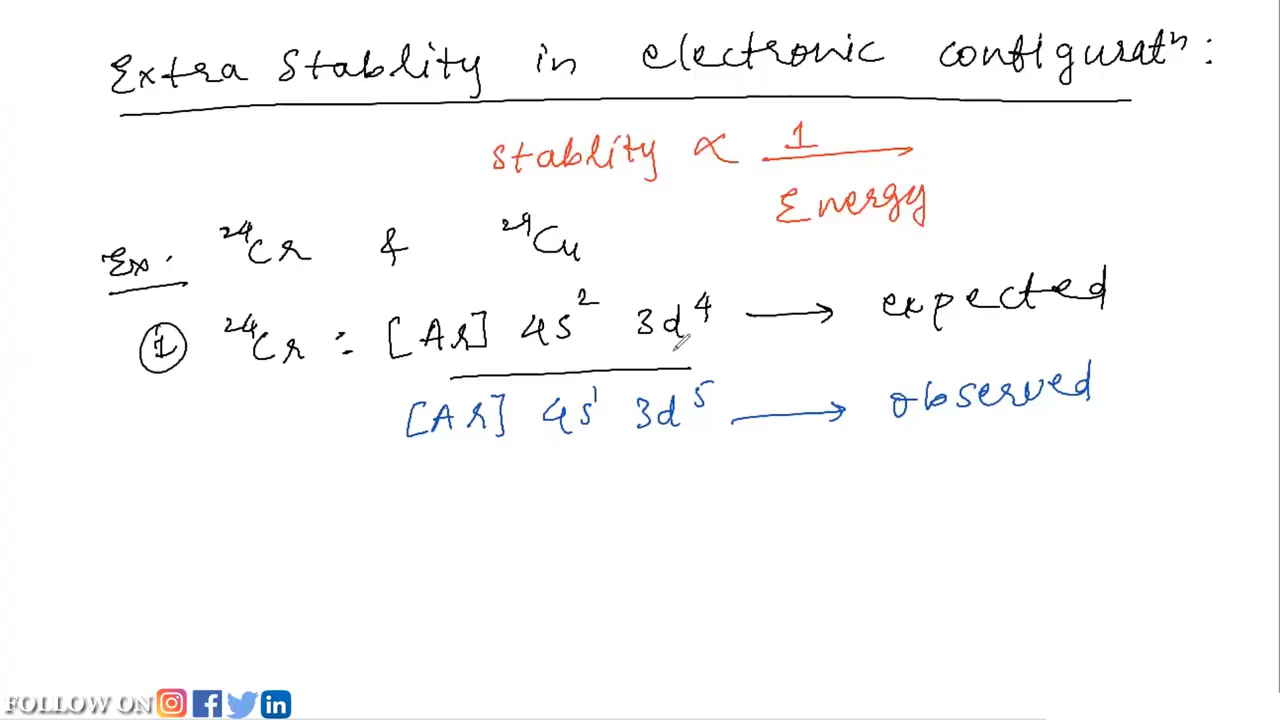 Extra Stablity in electronic configuratⁿ :
Stablity ∝ 1/Energy
Ex: ²⁴Cr & ²⁹Cu
① ²⁴Cr : [Ar] 4s² 3d⁴ → expected
[Ar] 4s¹ 3d⁵ → observed
FOLLOW ON